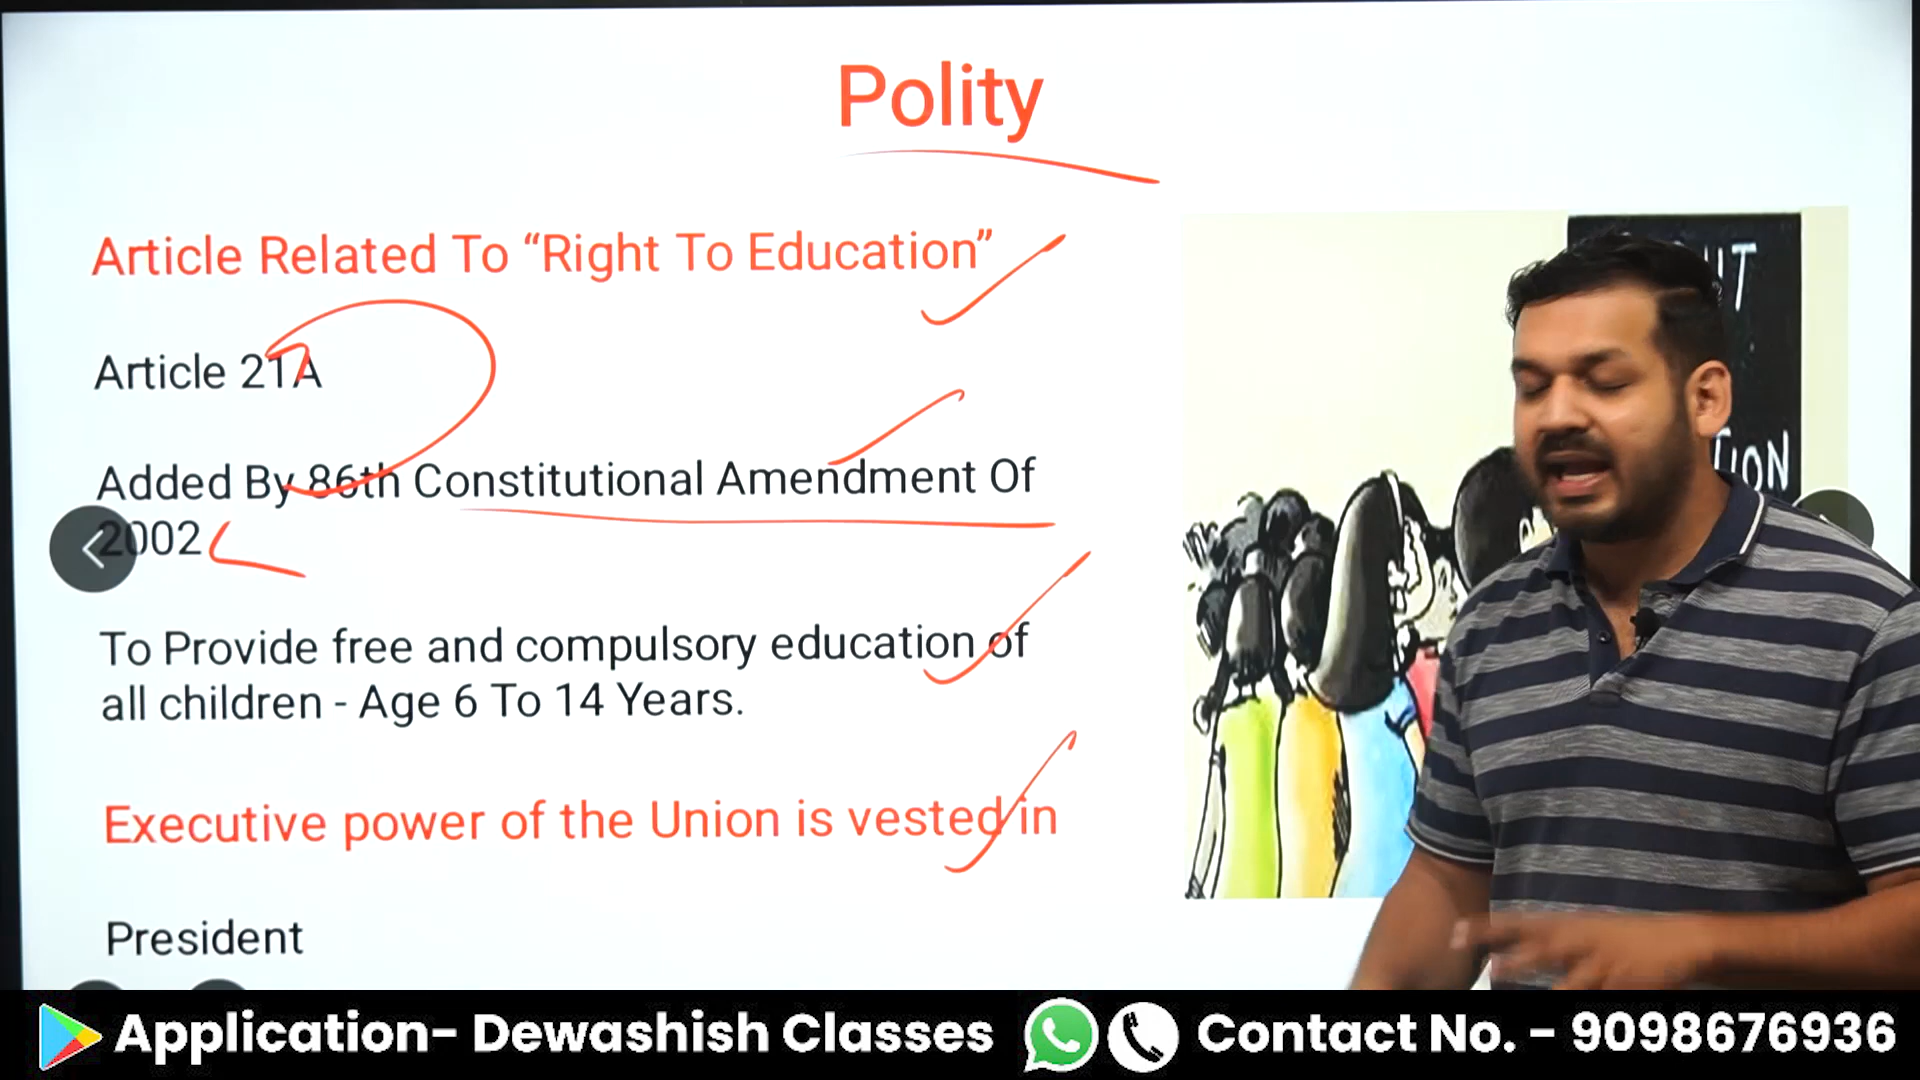 Polity
Article Related To “Right To Education”
Article 21A
Added By 86th Constitutional Amendment Of
2002
To Provide free and compulsory education of
all children - Age 6 To 14 Years.
Executive power of the Union is vested in
President
Application- Dewashish Classes
Contact No. - 9098676936